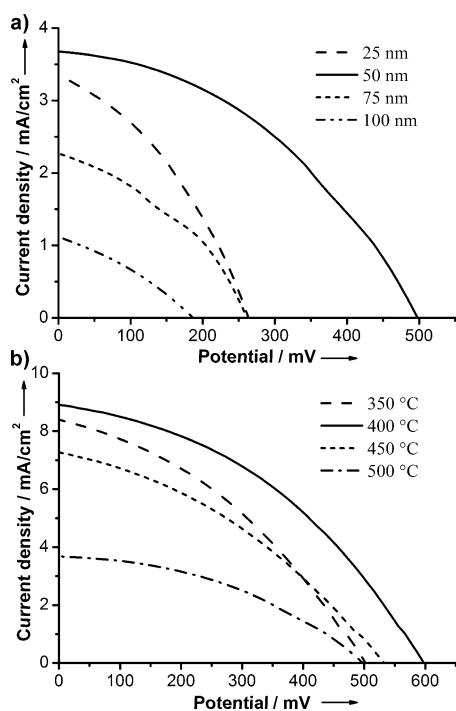 a)
4
3
2
1
0
Current density / mA/cm²
25 nm
50 nm
75 nm
100 nm
0 100 200 300 400 500
Potential / mV
b)
10
8
6
4
2
0
Current density / mA/cm²
350 °C
400 °C
450 °C
500 °C
0 100 200 300 400 500 600
Potential / mV